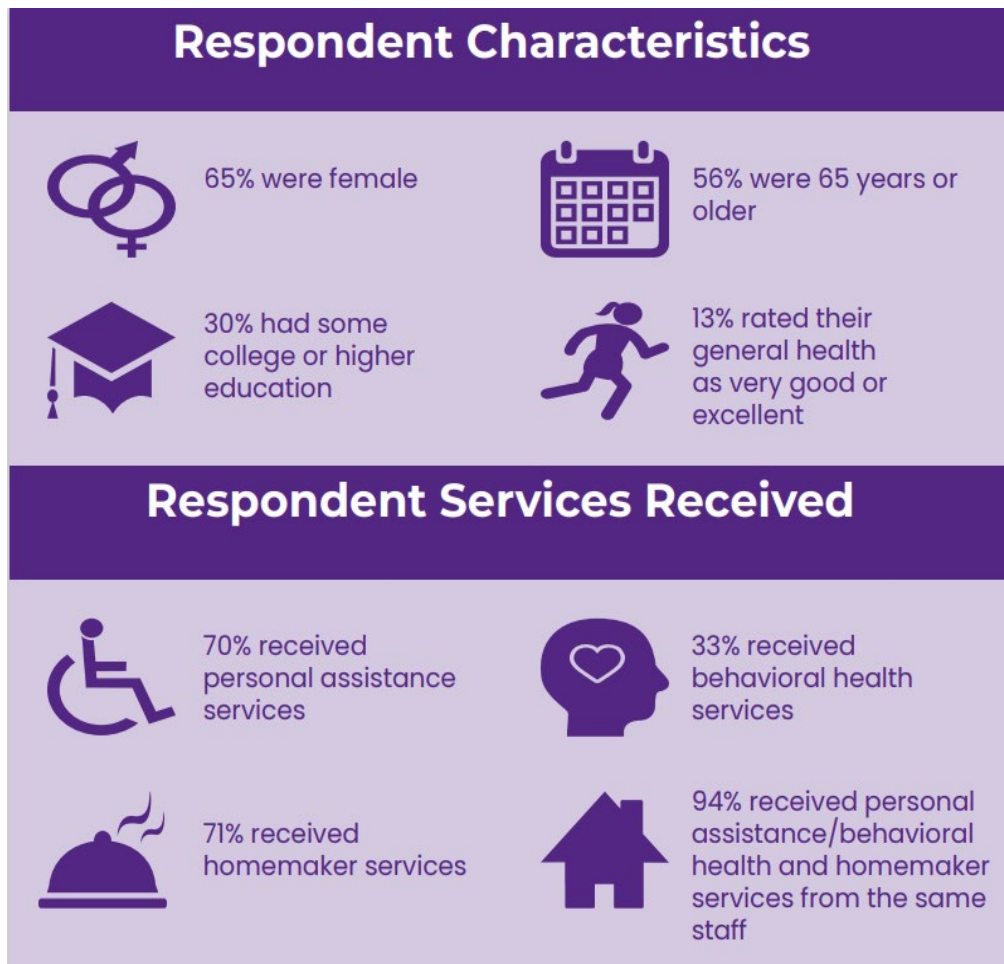 Respondent Characteristics
65% were female
56% were 65 years or
older
30% had some
college or higher
education
13% rated their
general health
as very good or
excellent
Respondent Services Received
70% received
personal assistance
services
33% received
behavioral health
services
71% received
homemaker services
94% received personal
assistance/behavioral
health and homemaker
services from the same
staff